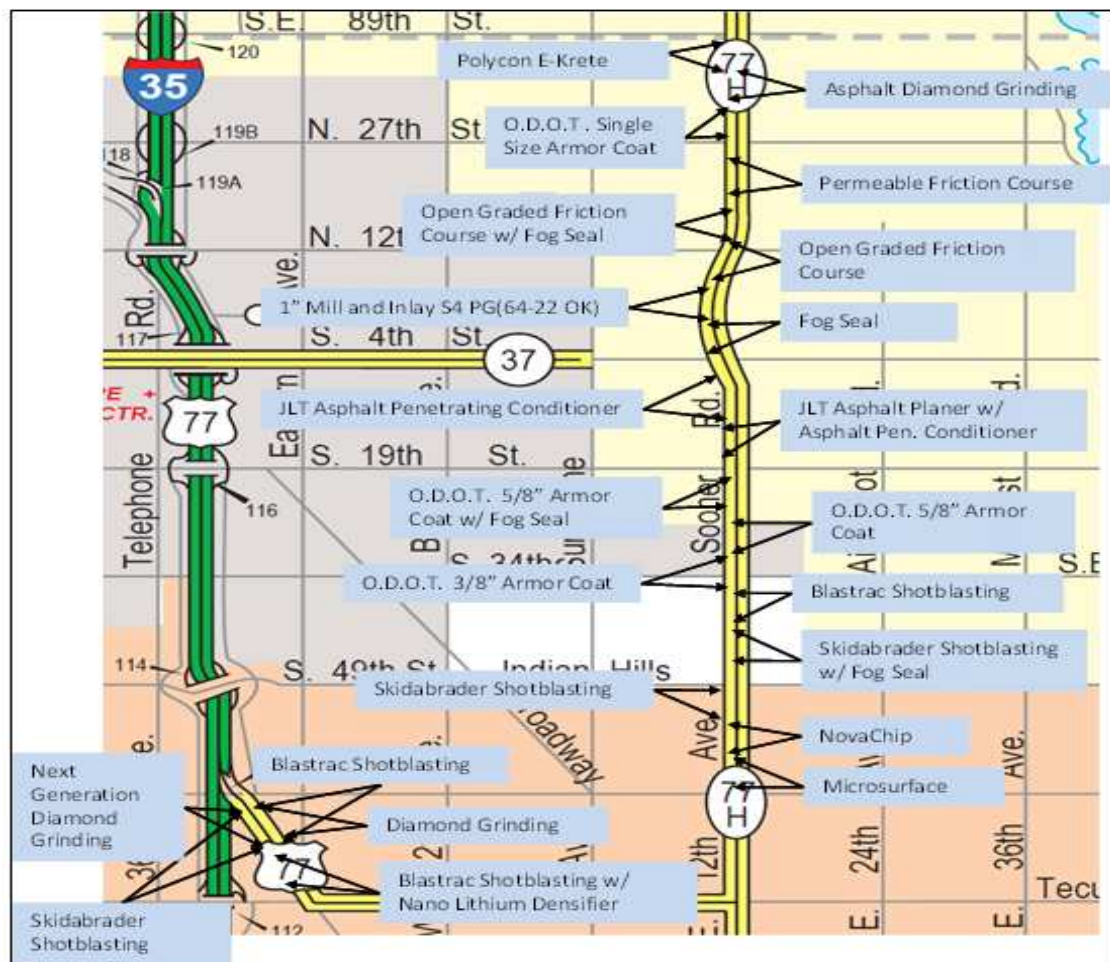 S.E. 89th St.
120
Polycon E-Krete
77
H
35
Asphalt Diamond Grinding
119B
N. 27th St.
O.D.O.T . Single
Size Armor Coat
118
119A
Permeable Friction Course
Open Graded Friction
Course w/ Fog Seal
N. 12th
Ave.
Open Graded Friction
Course
Rd.
1” Mill and Inlay S4 PG(64-22 OK)
Fog Seal
117
S. 4th St.
37
CTR.
77
JLT Asphalt Penetrating Conditioner
Rd.
JLT Asphalt Planer w/
Asphalt Pen. Conditioner
S. 19th St.
116
Telephone
O.D.O.T. 5/8” Armor
Coat w/ Fog Seal
Sooner
O.D.O.T. 5/8” Armor
Coat
S. 34th
O.D.O.T. 3/8” Armor Coat
Blastrac Shotblasting
114
S. 49th St. Indian Hills
Skidabrader Shotblasting
w/ Fog Seal
Skidabrader Shotblasting
Ave.
NovaChip
Blastrac Shotblasting
Next
Generation
Diamond
Grinding
77
H
Microsurface
Ave.
Diamond Grinding
12th
24th
36th
77
Blastrac Shotblasting w/
Nano Lithium Densifier
E.
E.
E.
Skidabrader
Shotblasting
112